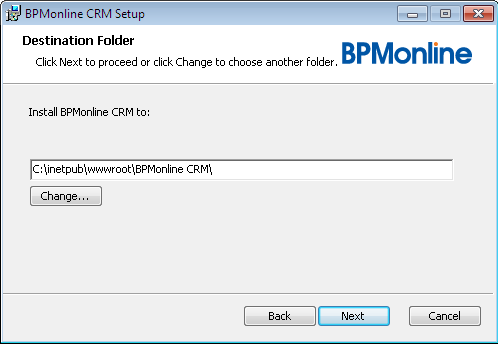 BPMonline CRM Setup
Destination Folder
Click Next to proceed or click Change to choose another folder.
BPMonline
Install BPMonline CRM to:
C:\inetpub\wwwroot\BPMonline CRM\
Change...
Back
Next
Cancel